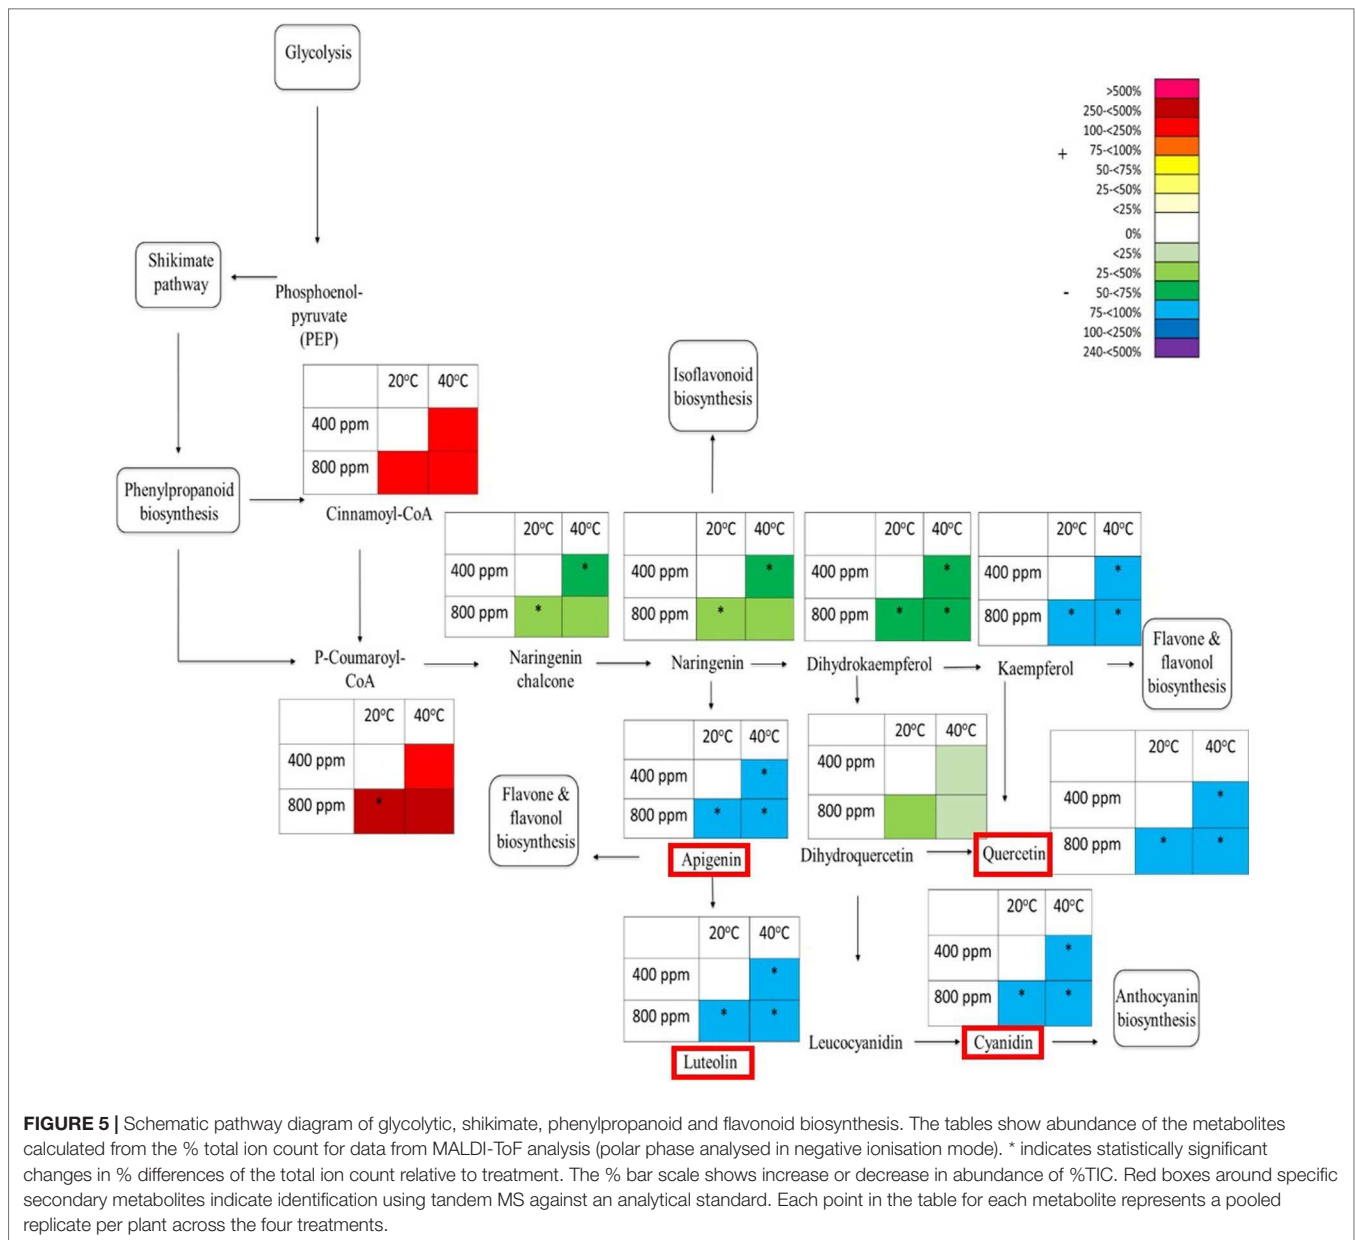 Glycolysis
>500%
250-<500%
100-<250%
75-<100%
+
50-<75%
25-<50%
<25%
0%
<25%
25-<50%
50-<75%
-
75-<100%
100-<250%
240-<500%
Shikimate
pathway
Phosphoenol-
pyruvate
(PEP)
Isoflavonoid
biosynthesis
20°C 40°C
400 ppm
800 ppm
Phenylpropanoid
biosynthesis
Cinnamoyl-CoA
20°C 40°C
400 ppm *
800 ppm *
20°C 40°C
400 ppm *
800 ppm *
20°C 40°C
400 ppm *
800 ppm * *
20°C 40°C
400 ppm *
800 ppm * *
P-Coumaroyl-
CoA
Naringenin
chalcone
Naringenin
Dihydrokaempferol
Kaempferol
Flavone &
flavonol
biosynthesis
20°C 40°C
400 ppm
800 ppm *
Flavone &
flavonol
biosynthesis
20°C 40°C
400 ppm *
800 ppm * *
20°C 40°C
400 ppm
800 ppm
20°C 40°C
400 ppm *
800 ppm * *
Apigenin
Dihydroquercetin
Quercetin
20°C 40°C
400 ppm *
800 ppm * *
20°C 40°C
400 ppm *
800 ppm * *
Anthocyanin
biosynthesis
Luteolin
Leucocyanidin
Cyanidin
FIGURE 5 | Schematic pathway diagram of glycolytic, shikimate, phenylpropanoid and flavonoid biosynthesis. The tables show abundance of the metabolites
calculated from the % total ion count for data from MALDI-ToF analysis (polar phase analysed in negative ionisation mode). * indicates statistically significant
changes in % differences of the total ion count relative to treatment. The % bar scale shows increase or decrease in abundance of %TIC. Red boxes around specific
secondary metabolites indicate identification using tandem MS against an analytical standard. Each point in the table for each metabolite represents a pooled
replicate per plant across the four treatments.